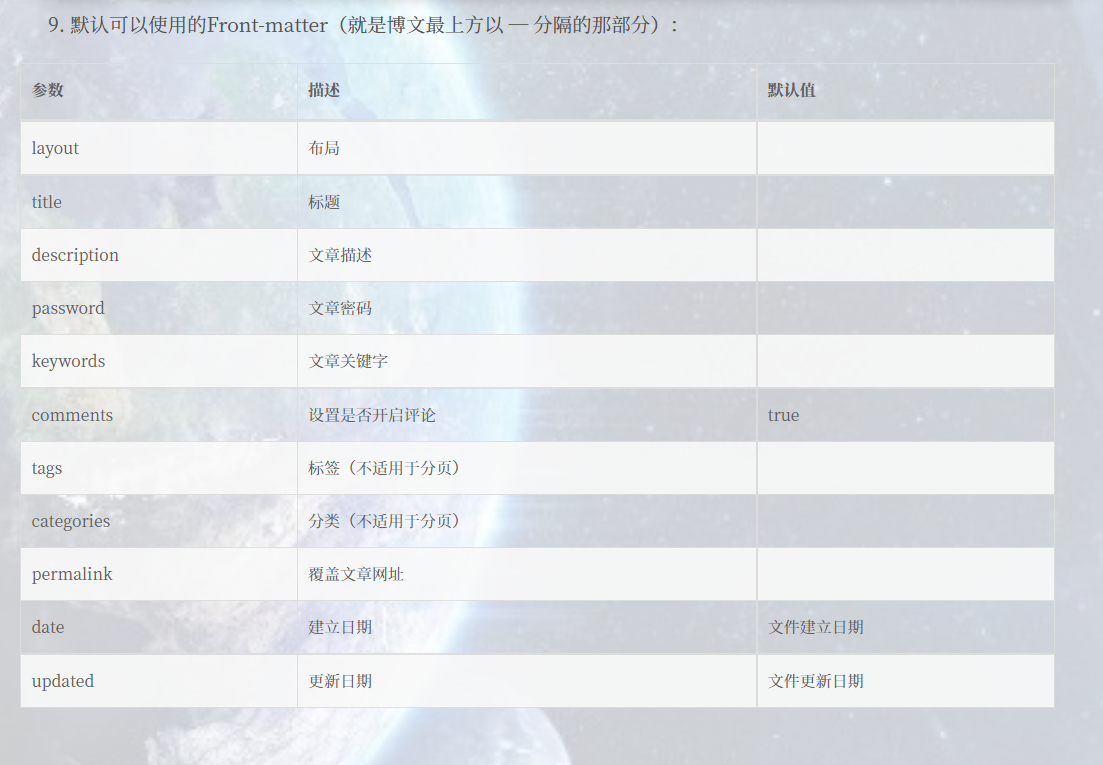 9. 默认可以使用的Front-matter（就是博文最上方以 — 分隔的那部分）：
参数 描述 默认值
layout 布局
title 标题
description 文章描述
password 文章密码
keywords 文章关键字
comments 设置是否开启评论 true
tags 标签（不适用于分页）
categories 分类（不适用于分页）
permalink 覆盖文章网址
date 建立日期 文件建立日期
updated 更新日期 文件更新日期